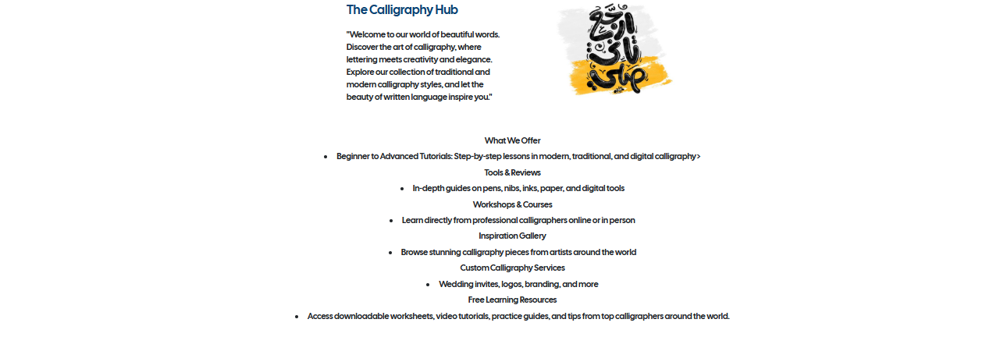 The Calligraphy Hub
"Welcome to our world of beautiful words.
Discover the art of calligraphy, where
lettering meets creativity and elegance.
Explore our collection of traditional and
modern calligraphy styles, and let the
beauty of written language inspire you."
ارجع
تاني
What We Offer
• Beginner to Advanced Tutorials: Step-by-step lessons in modern, traditional, and digital calligraphy>
Tools & Reviews
• In-depth guides on pens, nibs, inks, paper, and digital tools
Workshops & Courses
• Learn directly from professional calligraphers online or in person
Inspiration Gallery
• Browse stunning calligraphy pieces from artists around the world
Custom Calligraphy Services
• Wedding invites, logos, branding, and more
Free Learning Resources
• Access downloadable worksheets, video tutorials, practice guides, and tips from top calligraphers around the world.